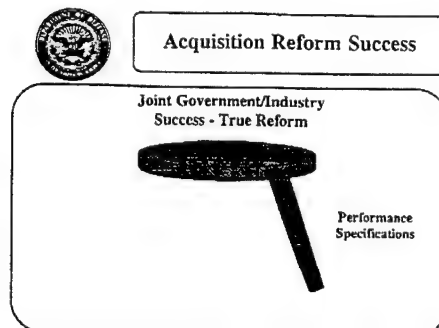 Acquisition Reform Success
Joint Government/Industry
Success - True Reform
Performance
Specifications